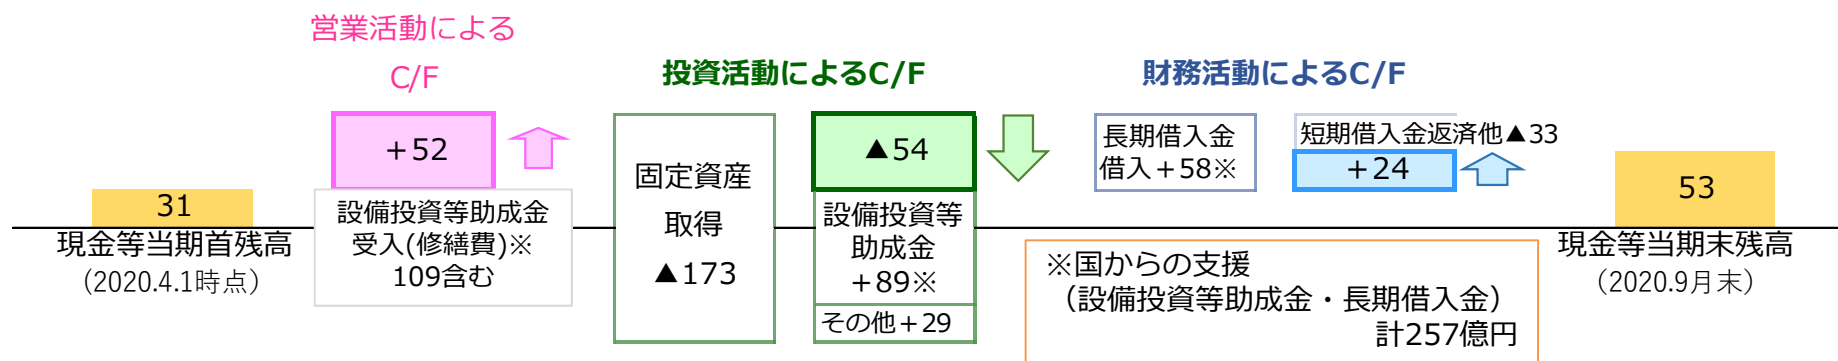 営業活動による
C/F
+52
設備投資等助成金
受入(修繕費)※
109含む
31
現金等当期首残高
(2020.4.1時点)
投資活動によるC/F
固定資産
取得
▲173
▲54
設備投資等
助成金
+89※
その他+29
財務活動によるC/F
長期借入金
借入+58※
短期借入金返済他▲33
+24
※国からの支援
(設備投資等助成金・長期借入金)
計257億円
53
現金等当期末残高
(2020.9月末)